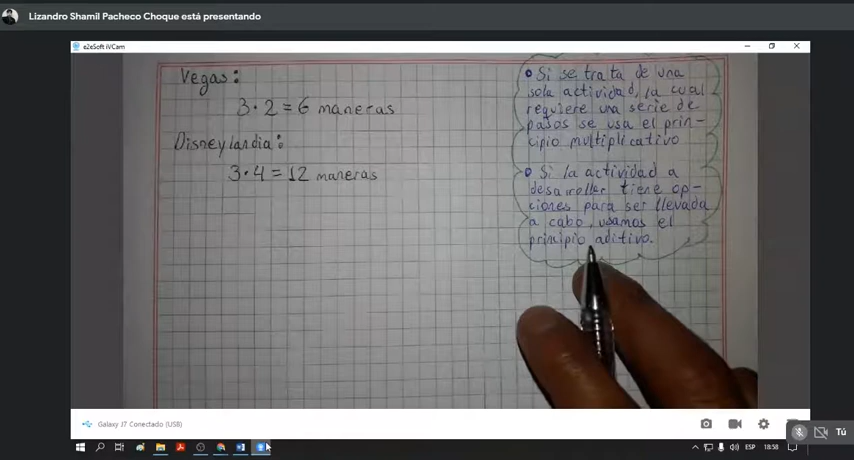 Lizandro Shamil Pacheco Choque está presentando
e2eSoft iVCam
Vegas:
3·2 = 6 maneras
Disneylandia:
3·4 = 12 maneras
• Si se trata de una
sola actividad, la cual
requiere una serie de
pasos se usa el prin-
cipio multiplicativo
• Si la actividad a
desarrollar tiene op-
ciones para ser llevada
a cabo, usamos el
principio aditivo.
Galaxy J7 Conectado (USB)
Tú
ESP
18:58